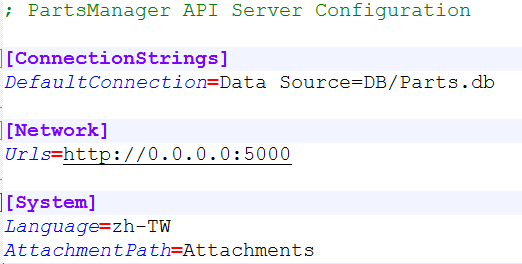 ; PartsManager API Server Configuration
[ConnectionStrings]
DefaultConnection=Data Source=DB/Parts.db
[Network]
Urls=http://0.0.0.0:5000
[System]
Language=zh-TW
AttachmentPath=Attachments